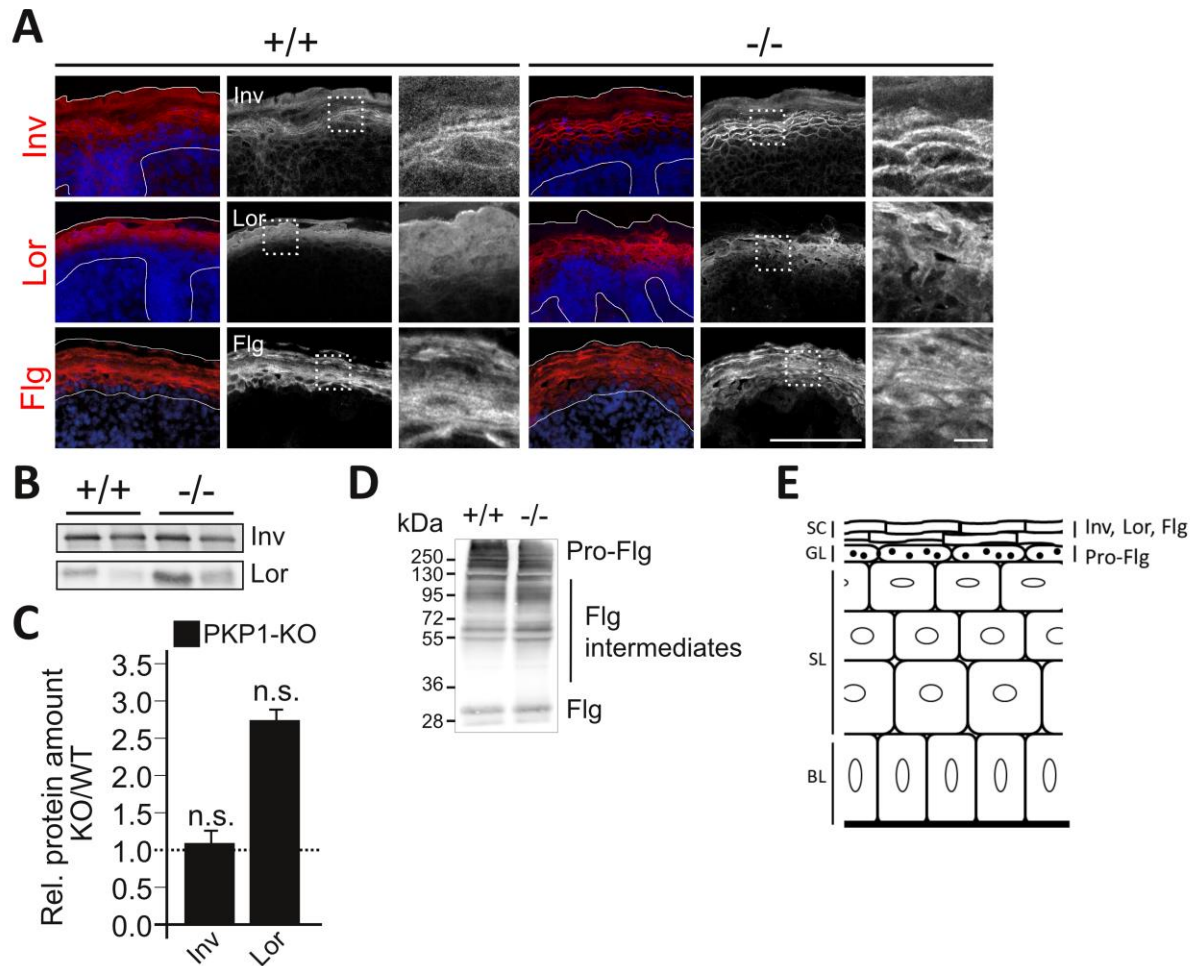 A
+/+
-/-
Inv
Inv
Lor
Lor
Flg
Flg
B
+/+
-/-
Inv
Lor
C
PKP1-KO
Rel. protein amount
KO/WT
3.5
3.0
2.5
2.0
1.5
1.0
0.5
0.0
n.s.
n.s.
Inv
Lor
D
kDa
+/+
-/-
250
130
95
72
55
36
28
Pro-Flg
Flg
intermediates
Flg
E
SC
GL
SL
BL
Inv, Lor, Flg
Pro-Flg